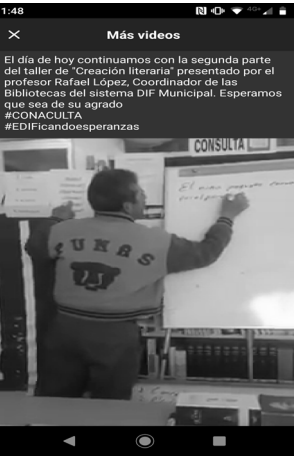 1:48
4G+
Más videos
El día de hoy continuamos con la segunda parte
del taller de "Creación literaria" presentado por el
profesor Rafael López, Coordinador de las
Bibliotecas del sistema DIF Municipal. Esperamos
que sea de su agrado
#CONACULTA
#EDIFicandoesperanzas
CONSULTA
El
PUMAS